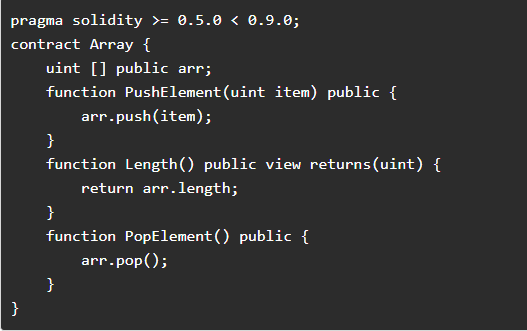 pragma solidity >= 0.5.0 < 0.9.0;
contract Array {
    uint [] public arr;
    function PushElement(uint item) public {
        arr.push(item);
    }
    function Length() public view returns(uint) {
        return arr.length;
    }
    function PopElement() public {
        arr.pop();
    }
}